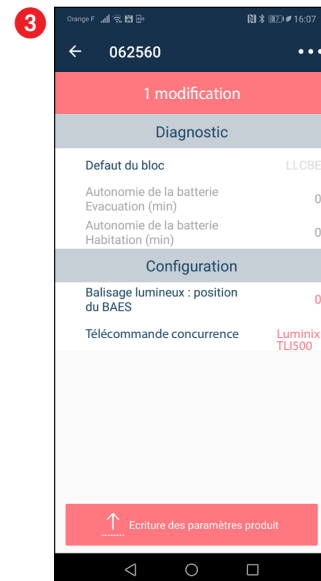 3
Orange F 16:07
← 062560
1 modification
Diagnostic
Defaut du bloc LLCBE
Autonomie de la batterie
Evacuation (min) 0
Autonomie de la batterie
Habitation (min) 0
Configuration
Balisage lumineux : position
du BAES 0
Télécommande concurrence Luminix
TLI500
Ecriture des paramètres produit